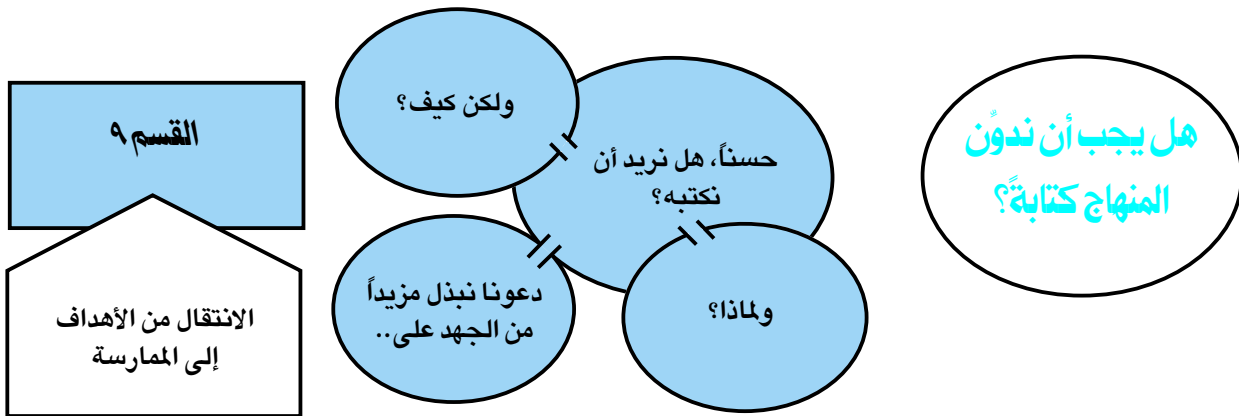 هل يجب أن ندوِّن
المنهاج كتابةً؟
ولكن كيف؟
حسناً، هل نريد أن
نكتبه؟
ولماذا؟
دعونا نبذل مزيداً
من الجهد على..
القسم ٩
الانتقال من الأهداف
إلى الممارسة